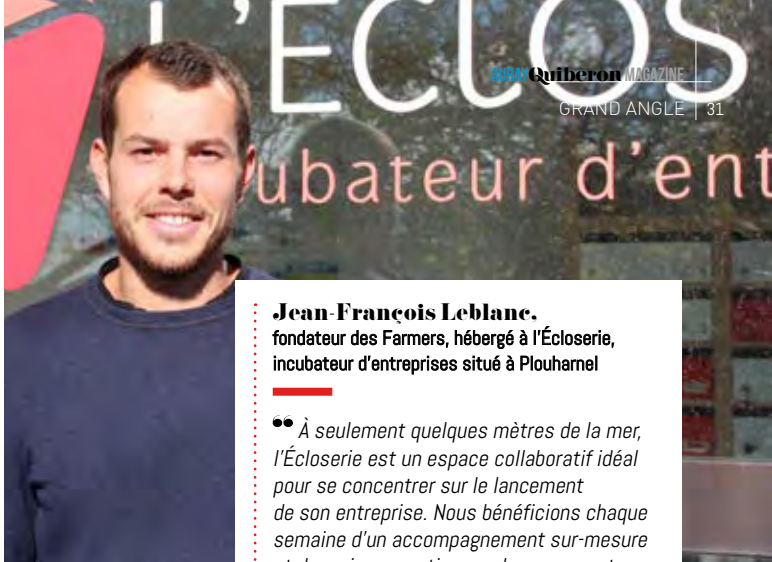 L'ÉCLOS
AURAY Quiberon MAGAZINE
GRAND ANGLE | 31
ubateur d'ent
Jean-François Leblanc,
fondateur des Farmers, hébergé à l'Écloserie,
incubateur d'entreprises situé à Plouharnel
“ À seulement quelques mètres de la mer,
l'Écloserie est un espace collaboratif idéal
pour se concentrer sur le lancement
de son entreprise. Nous bénéficions chaque
semaine d'un accompagnement sur-mesure